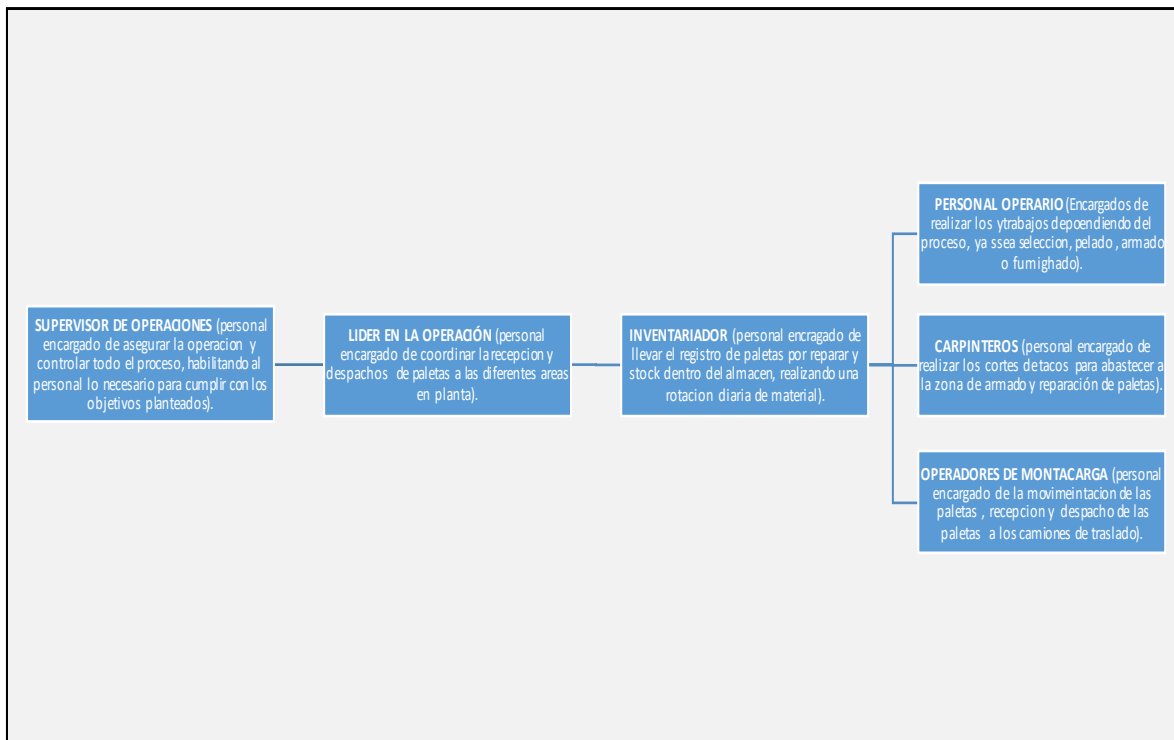 SUPERVISOR DE OPERACIONES (personal
encargado de asegurar la operacion y
controlar todo el proceso, habilitando al
personal lo necesario para cumplir con los
objetivos planteados).
LIDER EN LA OPERACIÓN (personal
encargado de coordinar la recepcion y
despachos de paletas a las diferentes areas
en planta).
INVENTARIADOR (personal encragado de
llevar el registro de paletas por reparar y
stock dentro del almacen, realizando una
rotacion diaria de material).
PERSONAL OPERARIO (Encargados de
realizar los ytrabajos depoendiendo del
proceso, ya ssea seleccion, pelado , armado
o fumighado).
CARPINTEROS (personal encargado de
realizar los cortes detacos para abastecer a
la zona de armado y reparación de paletas).
OPERADORES DE MONTACARGA (personal
encargado de la movimeintacion de las
paletas , recepcion y despacho de las
paletas a los camiones de traslado).